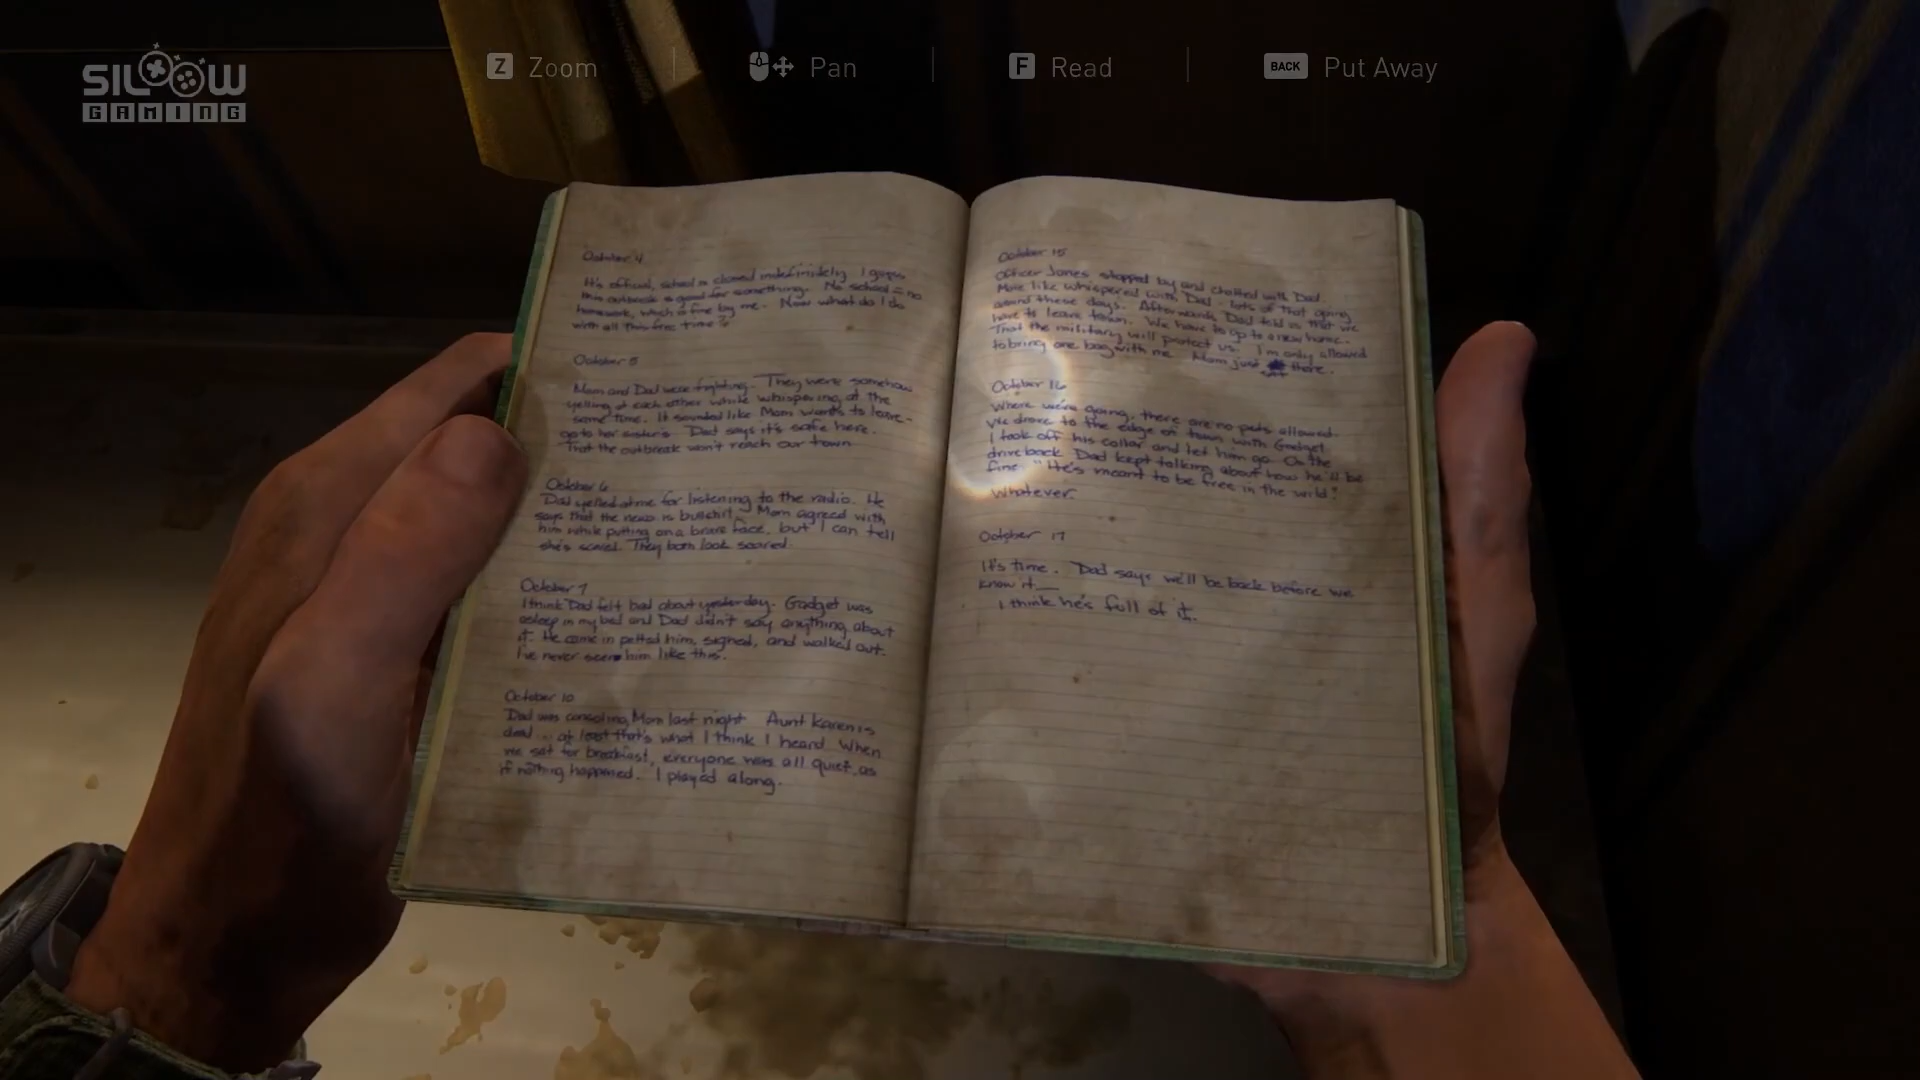 SILOOW
GAMING
Z Zoom
Pan
F Read
BACK Put Away
October 4
It's official, school is closed indefinitely. I guess
this outbreak is good for something. No school = no
homework, which is fine by me. Now what do I do
with all this free time?
October 5
Mom and Dad were fighting. They were somehow
yelling at each other while whispering at the
same time. It sounded like Mom wants to leave-
go to her sister's. Dad says it's safe here.
That the outbreak won't reach our town
October 6
Dad yelled at me for listening to the radio. He
says that the news is bullshit. Mom agreed with
him while putting on a brave face, but I can tell
she's scared. They both look scared.
October 7
I think Dad felt bad about yesterday. Gadget was
asleep in my bed and Dad didn't say anything about
it. He came in petted him, sighed, and walked out.
I've never seen him like this.
October 10
Dad was consoling Mom last night Aunt Karen is
dead... at least that's what I think I heard. When
we sat for breakfast, everyone was all quiet, as
if nothing happened. I played along.
October 15
Officer Jones stopped by and chatted with Dad.
More like whispered with Dad - lots of that going
around these days. Afterwards Dad told us that we
have to leave town. We have to go to a new home.
That the military will protect us. I'm only allowed
to bring one bag with me. Mom just sat there.
October 16
Where we're going, there are no pets allowed.
We drove to the edge of town with Gadget.
I took off his collar and let him go. On the
drive back Dad kept talking about how he'll be
fine. "He's meant to be free in the wild!"
Whatever.
October 17
It's time. Dad says we'll be back before we
know it
I think he's full of it.